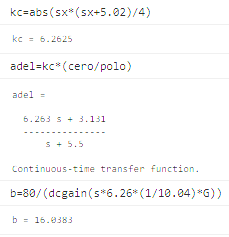 kc=abs(sx*(sx+5.02)/4)
kc = 6.2625
adel=kc*(cero/polo)
adel =
6.263 s + 3.131
---------------
s + 5.5
Continuous-time transfer function.
b=80/(dcgain(s*6.26*(1/10.04)*G))
b = 16.0383